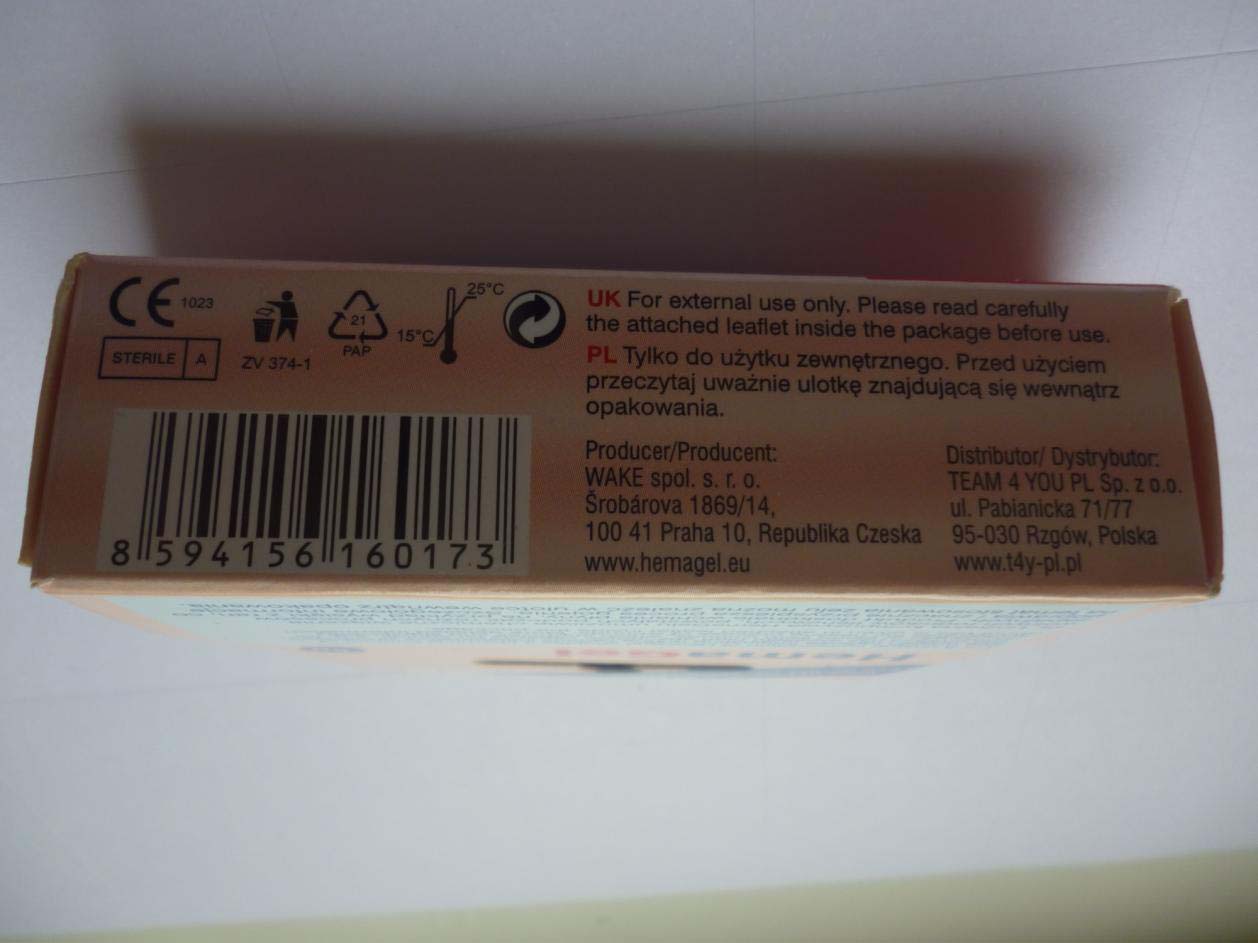 CE 1023
STERILE A
ZV 374-1
21
PAP
25°C
15°C
UK For external use only. Please read carefully
the attached leaflet inside the package before use.
PL Tylko do użytku zewnętrznego. Przed użyciem
przeczytaj uważnie ulotkę znajdującą się wewnątrz
opakowania.
Producer/Producent:
WAKE spol. s. r. o.
Šrobárova 1869/14,
100 41 Praha 10, Republika Czeska
www.hemagel.eu
Distributor/ Dystrybutor:
TEAM 4 YOU PL Sp. z o.o.
ul. Pabianicka 71/77
95-030 Rzgów, Polska
www.t4y-pl.pl
8 594156 160173
Hemagel